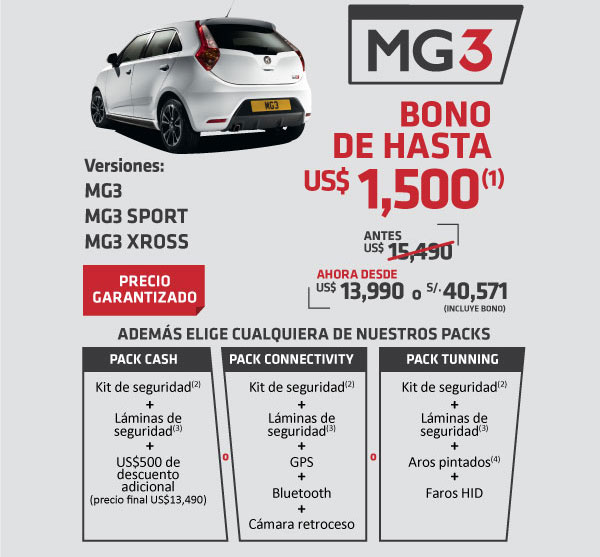 MG3
MG3
BONO
DE HASTA
US$ 1,500(1)
Versiones:
MG3
MG3 SPORT
MG3 XROSS
ANTES
US$ 15,490
PRECIO
GARANTIZADO
AHORA DESDE
US$ 13,990 o S/. 40,571
(INCLUYE BONO)
ADEMÁS ELIGE CUALQUIERA DE NUESTROS PACKS
PACK CASH
Kit de seguridad(2)
+
Láminas de
seguridad(3)
+
US$500 de
descuento
adicional
(precio final US$13,490)
o
PACK CONNECTIVITY
Kit de seguridad(2)
+
Láminas de
seguridad(3)
+
GPS
+
Bluetooth
+
Cámara retroceso
o
PACK TUNNING
Kit de seguridad(2)
+
Láminas de
seguridad(3)
+
Aros pintados(4)
+
Faros HID